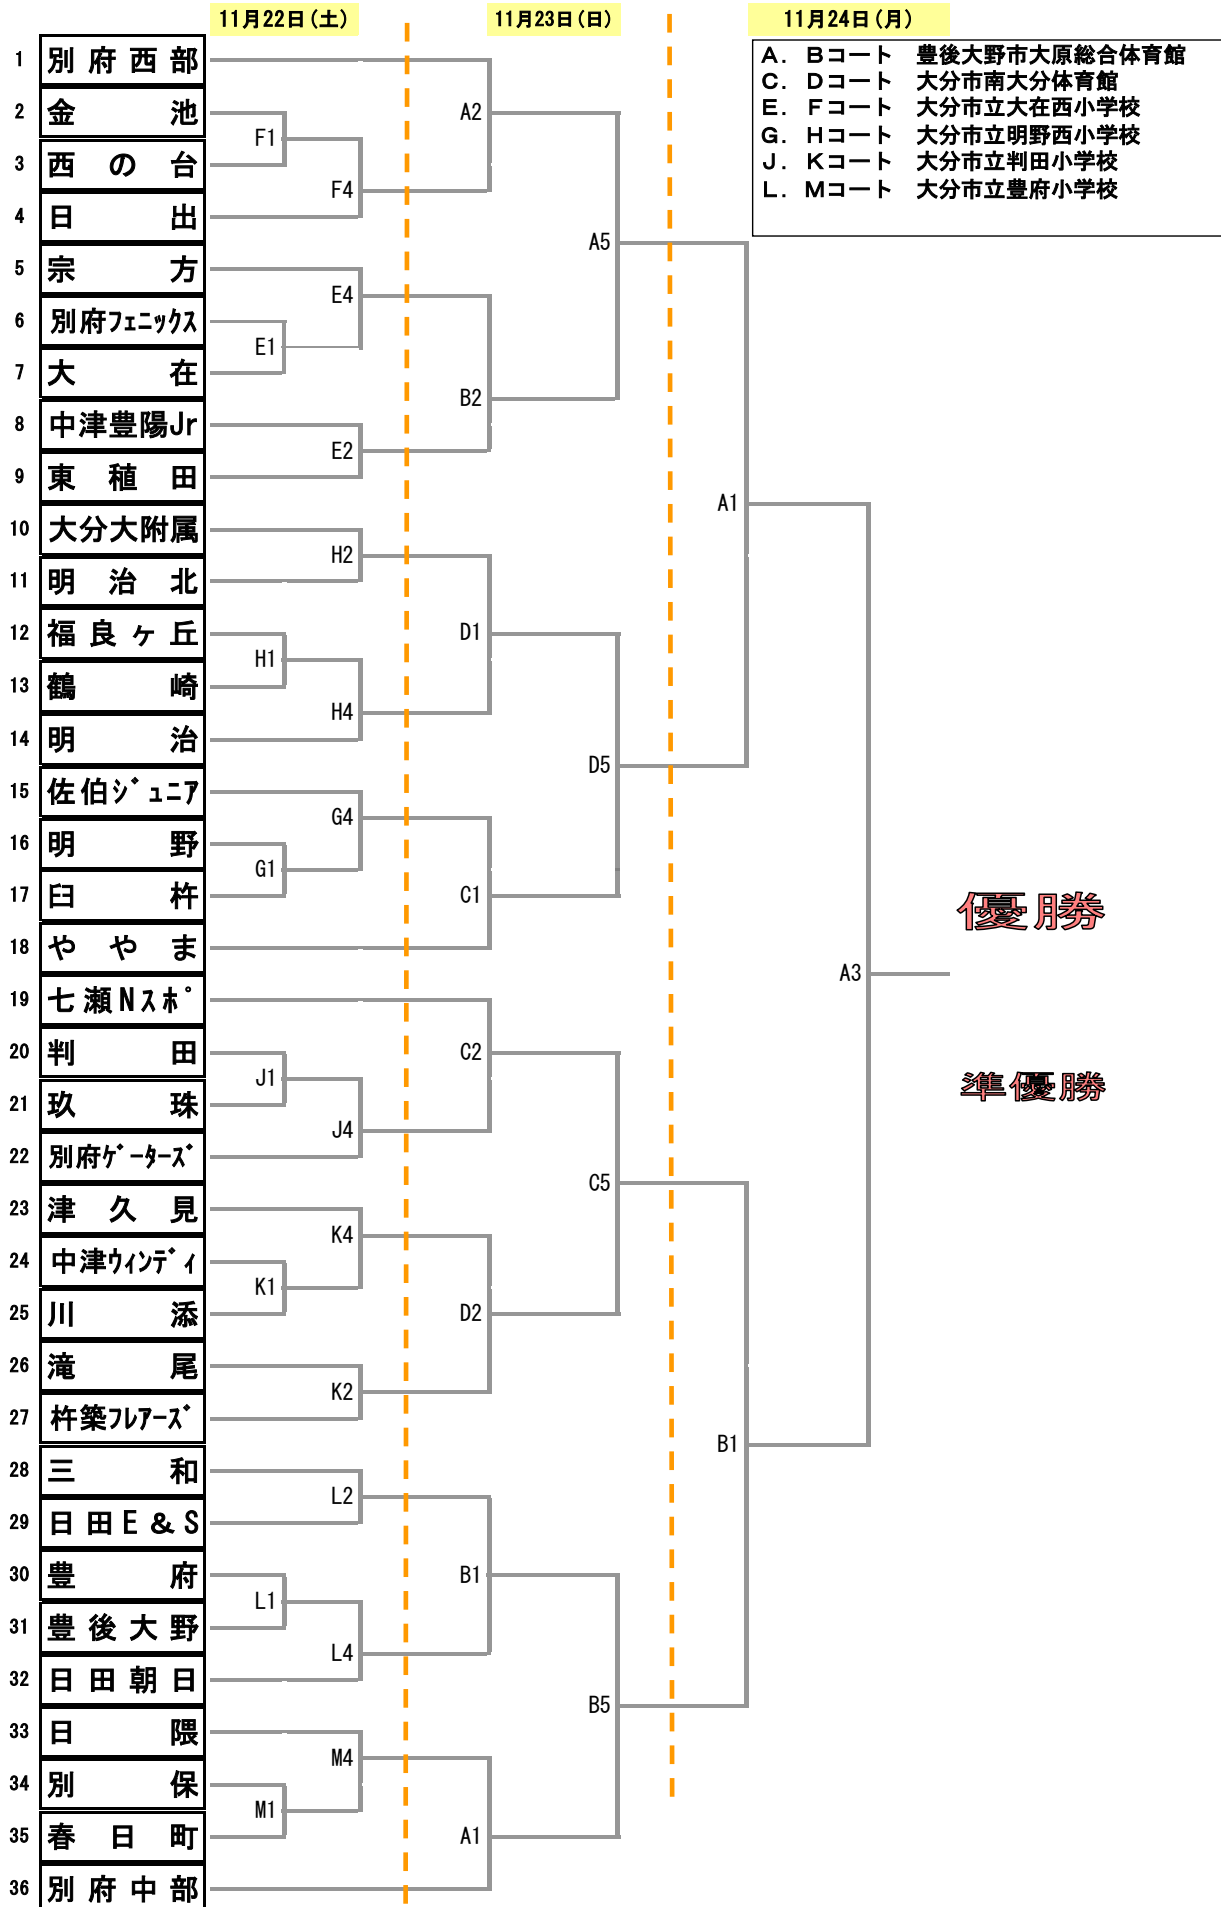 11月22日(土) 11月23日(日) 11月24日(月)
A．Bコート 豊後大野市大原総合体育館
C．Dコート 大分市南大分体育館
E．Fコート 大分市立大在西小学校
G．Hコート 大分市立明野西小学校
J．Kコート 大分市立判田小学校
L．Mコート 大分市立豊府小学校
1 別府西部
2 金池
3 西の台
4 日出
5 宗方
6 別府フェニックス
7 大在
8 中津豊陽Jr
9 東稙田
10 大分大附属
11 明治北
12 福良ヶ丘
13 鶴崎
14 明治
15 佐伯ジュニア
16 明野
17 臼杵
18 ややま
19 七瀬Nスポ
20 判田
21 玖珠
22 別府ゲーターズ
23 津久見
24 中津ウィンディ
25 川添
26 滝尾
27 杵築フレアーズ
28 三和
29 日田E＆S
30 豊府
31 豊後大野
32 日田朝日
33 日隈
34 別保
35 春日町
36 別府中部
F1
E1
H1
G1
J1
K1
L1
M1
F4
E4
E2
H2
H4
G4
J4
K4
K2
L2
L4
M4
A2
B2
D1
C1
C2
D2
B1
A1
A5
D5
C5
B5
A1
B1
A3
優勝
準優勝